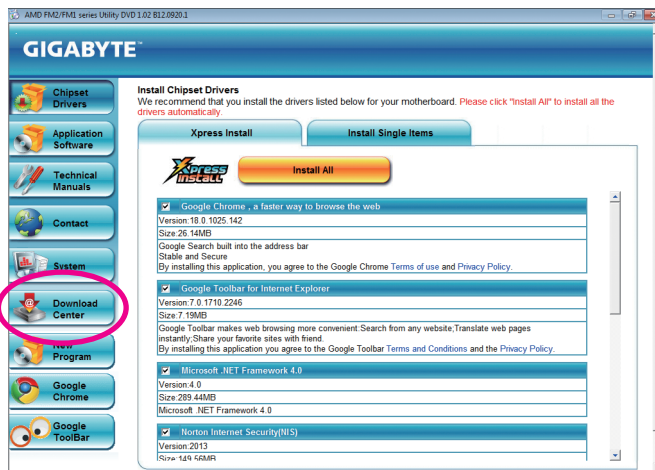 AMD FM2/FM1 series Utility DVD 1.02 B12.0920.1
GIGABYTE™
Chipset
Drivers
Application
Software
Technical
Manuals
Contact
System
Download
Center
New
Program
Google
Chrome
Google
ToolBar
Install Chipset Drivers
We recommend that you install the drivers listed below for your motherboard. Please click "Install All" to install all the
drivers automatically.
Xpress Install
Install Single Items
Xpress
INSTALL
Install All
Google Chrome , a faster way to browse the web
Version:18.0.1025.142
Size:26.14MB
Google Search built into the address bar
Stable and Secure
By installing this application, you agree to the Google Chrome Terms of use and Privacy Policy.
Google Toolbar for Internet Explorer
Version:7.0.1710.2246
Size:7.19MB
Google Toolbar makes web browsing more convenient:Search from any website;Translate web pages
instantly;Share your favorite sites with friend.
By installing this application you agree to the Google Toolbar Terms and Conditions and the Privacy Policy.
Microsoft .NET Framework 4.0
Version:4.0
Size:289.44MB
Microsoft .NET Framework 4.0
Norton Internet Security(NIS)
Version:2013
Size:149.56MB